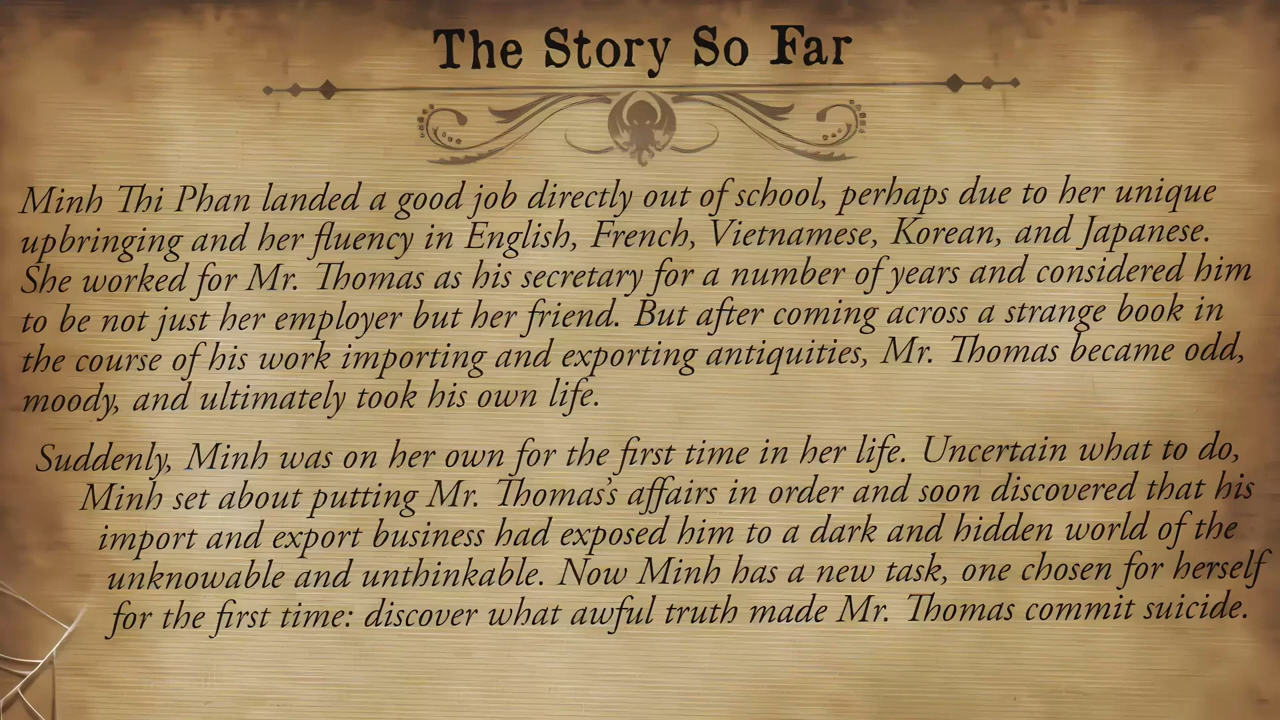 The Story So Far
Minh Thi Phan landed a good job directly out of school, perhaps due to her unique
upbringing and her fluency in English, French, Vietnamese, Korean, and Japanese.
She worked for Mr. Thomas as his secretary for a number of years and considered him
to be not just her employer but her friend. But after coming across a strange book in
the course of his work importing and exporting antiquities, Mr. Thomas became odd,
moody, and ultimately took his own life.
Suddenly, Minh was on her own for the first time in her life. Uncertain what to do,
Minh set about putting Mr. Thomas's affairs in order and soon discovered that his
import and export business had exposed him to a dark and hidden world of the
unknowable and unthinkable. Now Minh has a new task, one chosen for herself
for the first time: discover what awful truth made Mr. Thomas commit suicide.